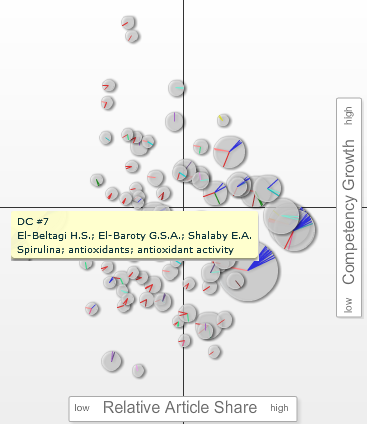 high
Competency Growth
low
DC #7
El-Beltagi H.S.; El-Baroty G.S.A.; Shalaby E.A.
Spirulina; antioxidants; antioxidant activity
low Relative Article Share high